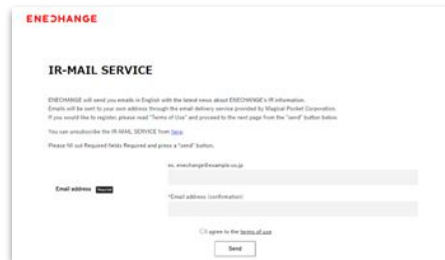 ENECHANGE
IR-MAIL SERVICE
ENECHANGE will send you emails in English with the latest news about ENECHANGE's IR information.
Emails will be sent to your own address through the email delivery service provided by Magical Pocket Corporation.
If you would like to register, please read "Terms of Use" and proceed to the next page from the "send" button below.
You can unsubscribe the IR-MAIL SERVICE from here.
Please fill out Required fields Required and press a "send" button.
ex. enechange@example.co.jp
Email address Required
*Email address (confirmation)
I agree to the terms of use
Send